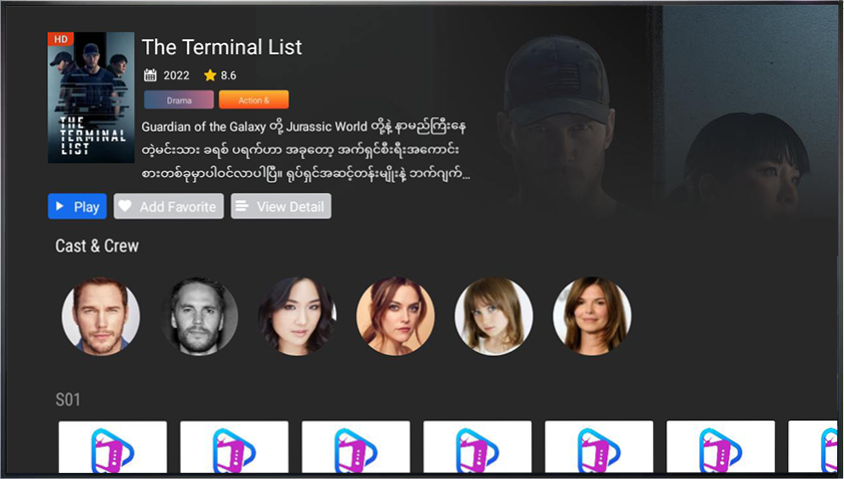 HD
THE
TERMINAL
LIST
The Terminal List
2022 8.6
Drama Action &
Guardian of the Galaxy တို့ Jurassic World တို့နဲ့ နာမည်ကြီးနေ
တဲ့မင်းသား ခရစ် ပရက်ဟာ အခုတော့ အက်ရှင်စီးရီးအကောင်း
စားတစ်ခုမှာပါဝင်လာပါပြီ။ ရုပ်ရှင်အဆင့်တန်းမျိုးနဲ့ ဘက်ဂျက်...
Play Add Favorite View Detail
Cast & Crew
S01